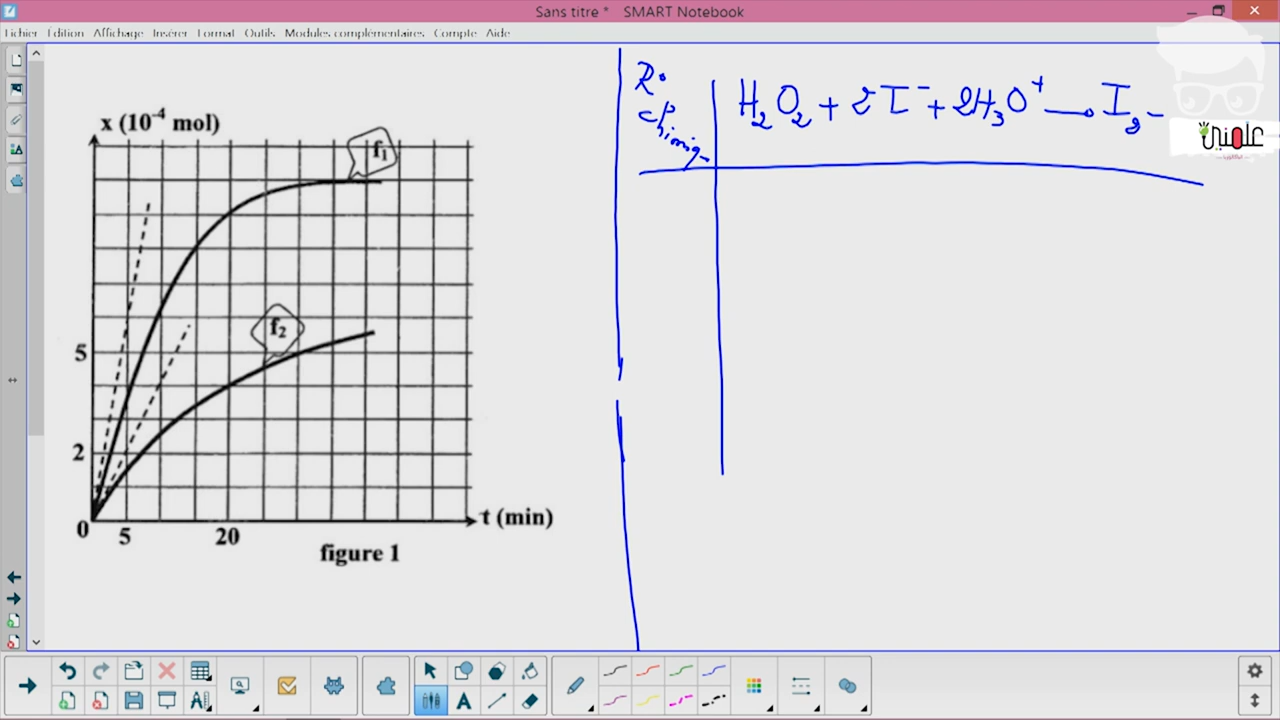 Sans titre * SMART Notebook
Fichier Édition Affichage Insérer Format Outils Modules complémentaires Compte Aide
x (10⁻⁴ mol)
f₁
f₂
5
2
0
5
20
t (min)
figure 1
R°
chimiq
H₂O₂ + 2I⁻ + 2H₃O⁺ → I₂
علمني